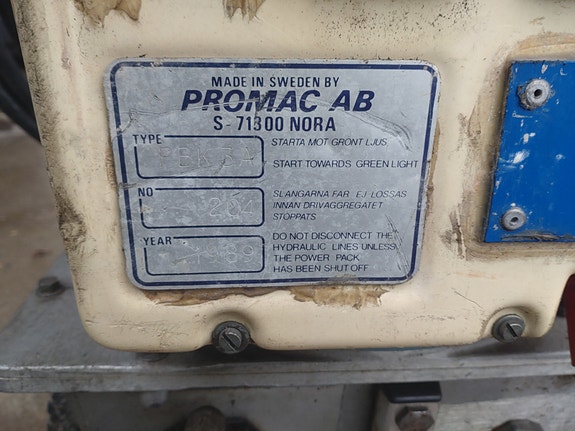 MADE IN SWEDEN BY
PROMAC AB
S-71300 NORA
TYPE
STARTA MOT GRÖNT LJUS
START TOWARDS GREEN LIGHT
NO
SLANGARNA FÅR EJ LOSSAS
INNAN DRIVAGGREGATET
STOPPATS
YEAR
1989
DO NOT DISCONNECT THE
HYDRAULIC LINES UNLESS
THE POWER PACK
HAS BEEN SHUT OFF